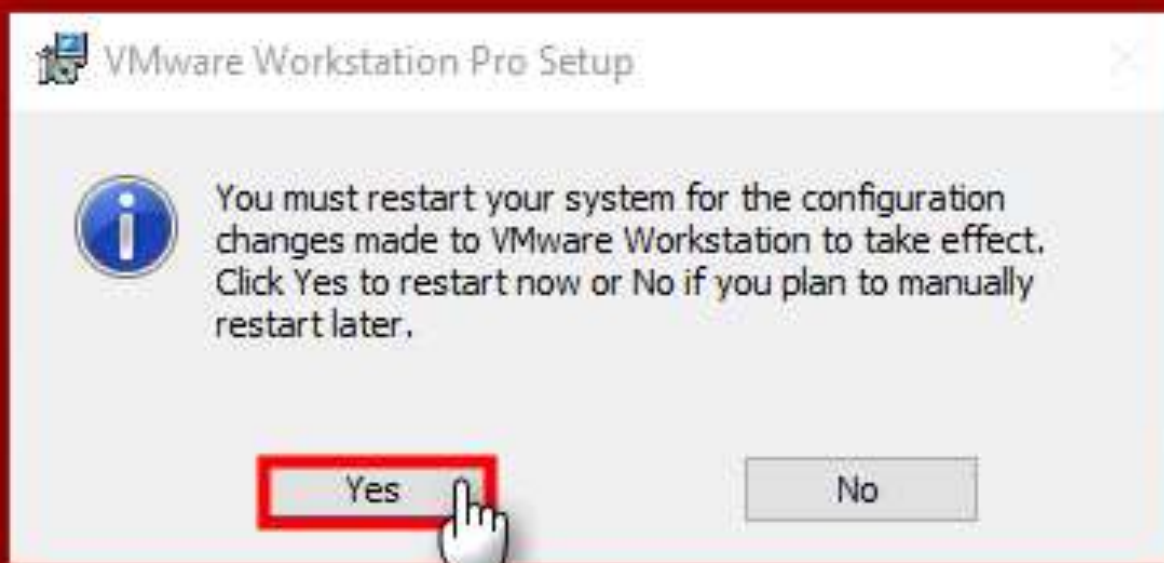 VMware Workstation Pro Setup
You must restart your system for the configuration
changes made to VMware Workstation to take effect.
Click Yes to restart now or No if you plan to manually
restart later.
Yes
No